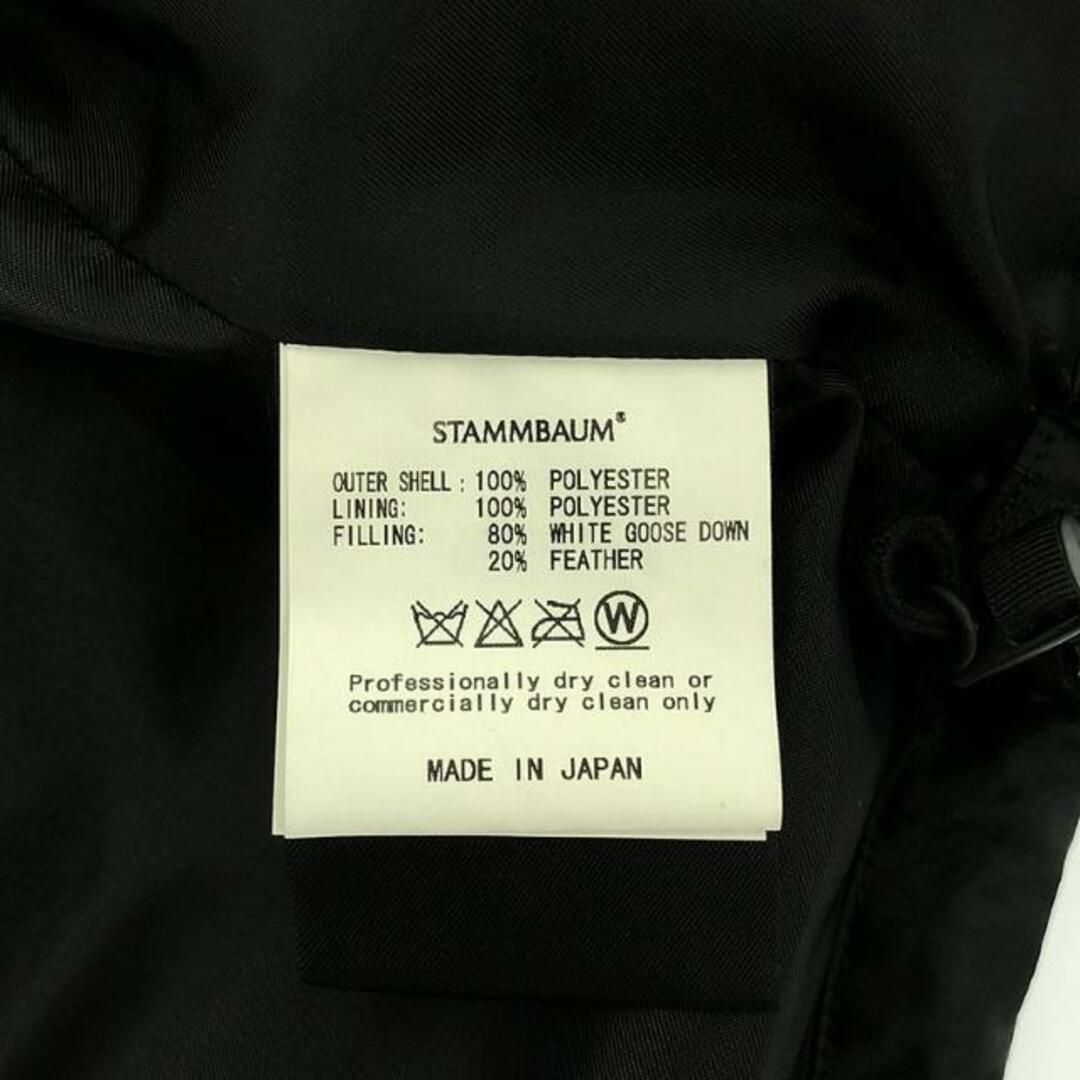 STAMMBAUM®
OUTER SHELL : 100% POLYESTER
LINING: 100% POLYESTER
FILLING: 80% WHITE GOOSE DOWN
20% FEATHER
W
Professionally dry clean or
commercially dry clean only
MADE IN JAPAN